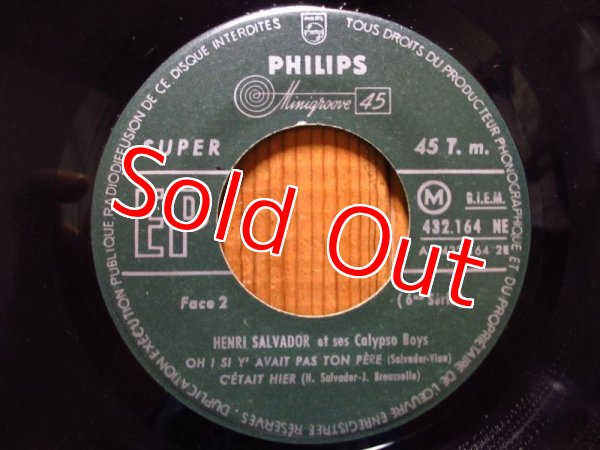 TOUS DROITS DU PRODUCTEUR PHONOGRAPHIQUE ET DU PROPRIÉTAIRE DE L'ŒUVRE ENREGISTRÉE RÉSERVÉS · DUPLICATION EXÉCUTION PUBLIQUE RADIODIFFUSION DE CE DISQUE INTERDITES
PHILIPS
PHILIPS
Minigroove 45
SUPER
45 T. m.
EP
M
B.I.E.M.
432.164 NE
Sold Out
Face 2
HENRI SALVADOR et ses Calypso Boys
OH ! SI Y' AVAIT PAS TON PÈRE (Salvador-Vian)
C'ÉTAIT HIER (H. Salvador-J. Broussolle)